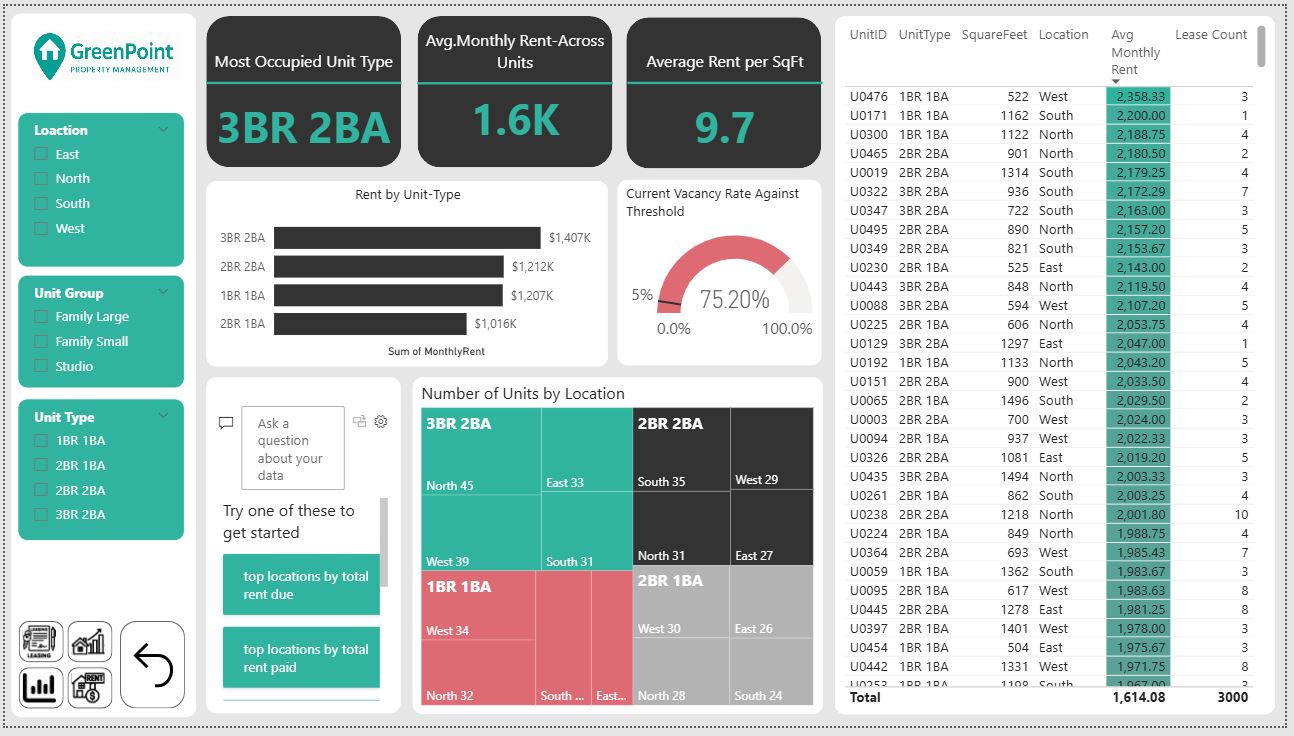 GreenPoint
PROPERTY MANAGEMENT
Loaction
East
North
South
West
Unit Group
Family Large
Family Small
Studio
Unit Type
1BR 1BA
2BR 1BA
2BR 2BA
3BR 2BA
LEASING
RENT
Most Occupied Unit Type
3BR 2BA
Avg.Monthly Rent-Across
Units
1.6K
Average Rent per SqFt
9.7
Rent by Unit-Type
3BR 2BA $1,407K
2BR 2BA $1,212K
1BR 1BA $1,207K
2BR 1BA $1,016K
Sum of MonthlyRent
Current Vacancy Rate Against
Threshold
5%
75.20%
0.0% 100.0%
Ask a
question
about your
data
Try one of these to
get started
top locations by total
rent due
top locations by total
rent paid
Number of Units by Location
3BR 2BA
North 45
East 33
West 39
South 31
2BR 2BA
South 35
West 29
North 31
East 27
1BR 1BA
West 34
North 32
South ...
East...
2BR 1BA
West 30
East 26
North 28
South 24
UnitID UnitType SquareFeet Location Avg Monthly Rent Lease Count
U0476 1BR 1BA 522 West 2,358.33 3
U0171 1BR 1BA 1162 South 2,200.00 1
U0300 1BR 1BA 1122 North 2,188.75 4
U0465 2BR 2BA 901 North 2,180.50 2
U0019 2BR 2BA 1314 South 2,179.25 4
U0322 3BR 2BA 936 South 2,172.29 7
U0347 3BR 2BA 722 South 2,163.00 3
U0495 2BR 2BA 890 North 2,157.20 5
U0349 2BR 2BA 821 South 2,153.67 3
U0230 2BR 1BA 525 East 2,143.00 2
U0443 3BR 2BA 848 North 2,119.50 4
U0088 3BR 2BA 594 West 2,107.20 5
U0225 2BR 1BA 606 North 2,053.75 4
U0129 3BR 2BA 1297 East 2,047.00 1
U0192 1BR 1BA 1133 North 2,043.20 5
U0151 2BR 2BA 900 West 2,033.50 4
U0065 2BR 1BA 1496 South 2,029.50 2
U0003 2BR 2BA 700 West 2,024.00 3
U0094 2BR 1BA 937 West 2,022.33 3
U0326 2BR 2BA 1081 East 2,019.20 5
U0435 3BR 2BA 1494 North 2,003.33 3
U0261 2BR 1BA 862 South 2,003.25 4
U0238 2BR 2BA 1218 North 2,001.80 10
U0224 2BR 1BA 849 North 1,988.75 4
U0364 2BR 2BA 693 West 1,985.43 7
U0059 1BR 1BA 1362 South 1,983.67 3
U0095 2BR 1BA 617 West 1,983.63 8
U0445 2BR 2BA 1278 East 1,981.25 8
U0397 2BR 1BA 1401 West 1,978.00 3
U0454 1BR 1BA 504 East 1,975.67 3
U0442 1BR 1BA 1331 West 1,971.75 8
U0253 1BR 1BA 1198 South 1,967.00 3
Total 1,614.08 3000